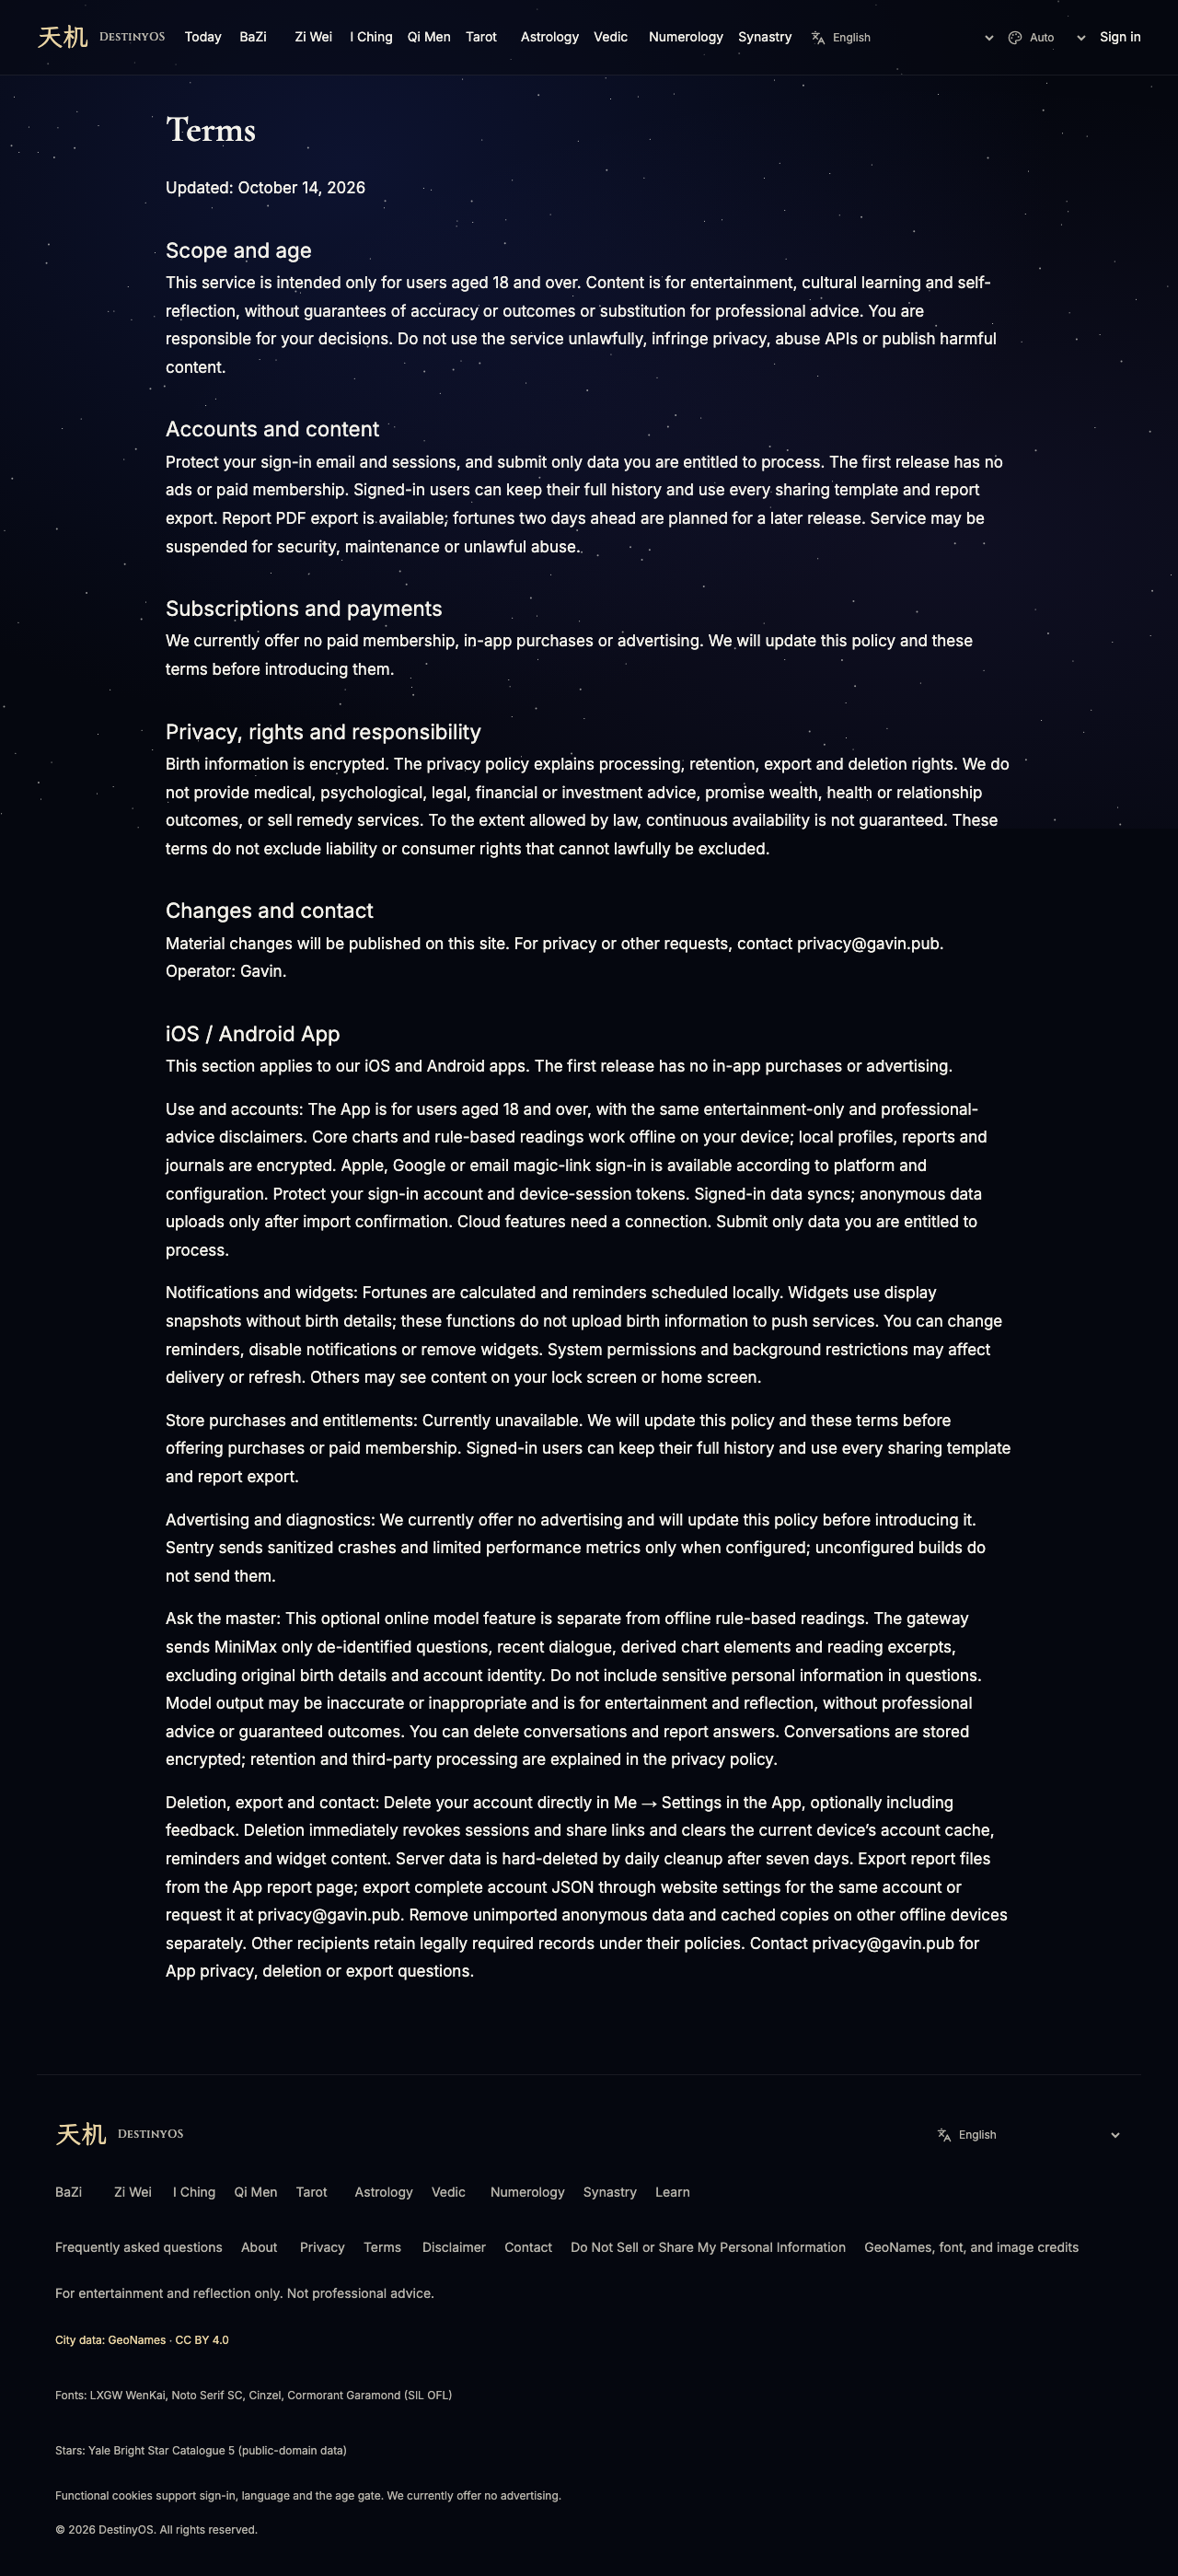 天机 DestinyOS Today BaZi Zi Wei I Ching Qi Men Tarot Astrology Vedic Numerology Synastry English Auto Sign in
Terms
Updated: October 14, 2026
Scope and age
This service is intended only for users aged 18 and over. Content is for entertainment, cultural learning and self-
reflection, without guarantees of accuracy or outcomes or substitution for professional advice. You are
responsible for your decisions. Do not use the service unlawfully, infringe privacy, abuse APIs or publish harmful
content.
Accounts and content
Protect your sign-in email and sessions, and submit only data you are entitled to process. The first release has no
ads or paid membership. Signed-in users can keep their full history and use every sharing template and report
export. Report PDF export is available; fortunes two days ahead are planned for a later release. Service may be
suspended for security, maintenance or unlawful abuse.
Subscriptions and payments
We currently offer no paid membership, in-app purchases or advertising. We will update this policy and these
terms before introducing them.
Privacy, rights and responsibility
Birth information is encrypted. The privacy policy explains processing, retention, export and deletion rights. We do
not provide medical, psychological, legal, financial or investment advice, promise wealth, health or relationship
outcomes, or sell remedy services. To the extent allowed by law, continuous availability is not guaranteed. These
terms do not exclude liability or consumer rights that cannot lawfully be excluded.
Changes and contact
Material changes will be published on this site. For privacy or other requests, contact privacy@gavin.pub.
Operator: Gavin.
iOS / Android App
This section applies to our iOS and Android apps. The first release has no in-app purchases or advertising.
Use and accounts: The App is for users aged 18 and over, with the same entertainment-only and professional-
advice disclaimers. Core charts and rule-based readings work offline on your device; local profiles, reports and
journals are encrypted. Apple, Google or email magic-link sign-in is available according to platform and
configuration. Protect your sign-in account and device-session tokens. Signed-in data syncs; anonymous data
uploads only after import confirmation. Cloud features need a connection. Submit only data you are entitled to
process.
Notifications and widgets: Fortunes are calculated and reminders scheduled locally. Widgets use display
snapshots without birth details; these functions do not upload birth information to push services. You can change
reminders, disable notifications or remove widgets. System permissions and background restrictions may affect
delivery or refresh. Others may see content on your lock screen or home screen.
Store purchases and entitlements: Currently unavailable. We will update this policy and these terms before
offering purchases or paid membership. Signed-in users can keep their full history and use every sharing template
and report export.
Advertising and diagnostics: We currently offer no advertising and will update this policy before introducing it.
Sentry sends sanitized crashes and limited performance metrics only when configured; unconfigured builds do
not send them.
Ask the master: This optional online model feature is separate from offline rule-based readings. The gateway
sends MiniMax only de-identified questions, recent dialogue, derived chart elements and reading excerpts,
excluding original birth details and account identity. Do not include sensitive personal information in questions.
Model output may be inaccurate or inappropriate and is for entertainment and reflection, without professional
advice or guaranteed outcomes. You can delete conversations and report answers. Conversations are stored
encrypted; retention and third-party processing are explained in the privacy policy.
Deletion, export and contact: Delete your account directly in Me → Settings in the App, optionally including
feedback. Deletion immediately revokes sessions and share links and clears the current device’s account cache,
reminders and widget content. Server data is hard-deleted by daily cleanup after seven days. Export report files
from the App report page; export complete account JSON through website settings for the same account or
request it at privacy@gavin.pub. Remove unimported anonymous data and cached copies on other offline devices
separately. Other recipients retain legally required records under their policies. Contact privacy@gavin.pub for
App privacy, deletion or export questions.
天机 DestinyOS English
BaZi Zi Wei I Ching Qi Men Tarot Astrology Vedic Numerology Synastry Learn
Frequently asked questions About Privacy Terms Disclaimer Contact Do Not Sell or Share My Personal Information GeoNames, font, and image credits
For entertainment and reflection only. Not professional advice.
City data: GeoNames · CC BY 4.0
Fonts: LXGW WenKai, Noto Serif SC, Cinzel, Cormorant Garamond (SIL OFL)
Stars: Yale Bright Star Catalogue 5 (public-domain data)
Functional cookies support sign-in, language and the age gate. We currently offer no advertising.
© 2026 DestinyOS. All rights reserved.